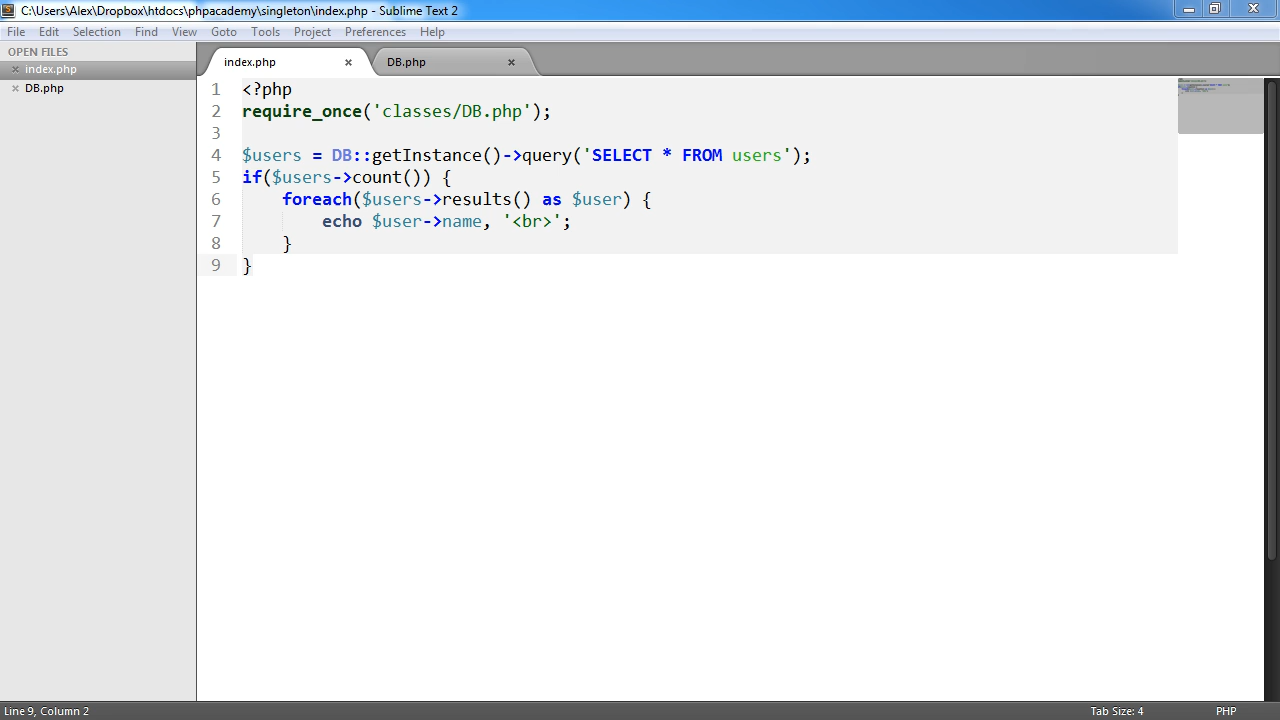 C:\Users\Alex\Dropbox\htdocs\phpacademy\singleton\index.php - Sublime Text 2
File Edit Selection Find View Goto Tools Project Preferences Help
OPEN FILES
index.php
DB.php
index.php DB.php
1 <?php
2 require_once('classes/DB.php');
3
4 $users = DB::getInstance()->query('SELECT * FROM users');
5 if($users->count()) {
6     foreach($users->results() as $user) {
7         echo $user->name, '<br>';
8     }
9 }
Line 9, Column 2 Tab Size: 4 PHP